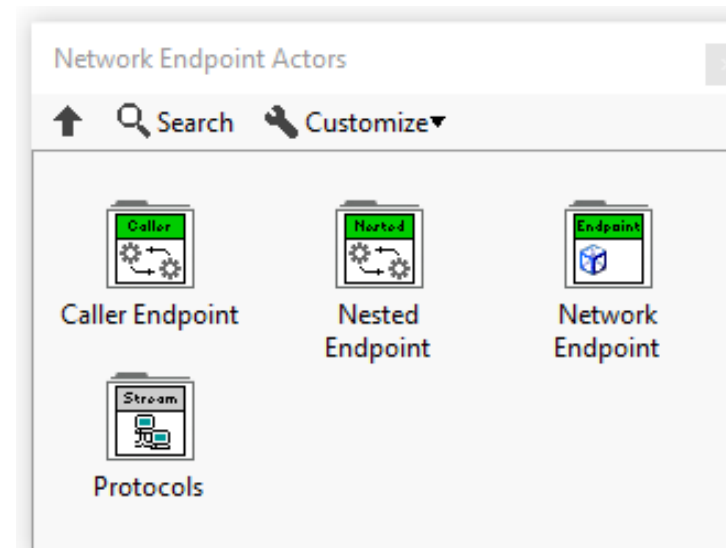 Network Endpoint Actors
Search Customize
Caller
Nested
Endpoint
Caller Endpoint
Nested
Endpoint
Network
Endpoint
Stream
Protocols